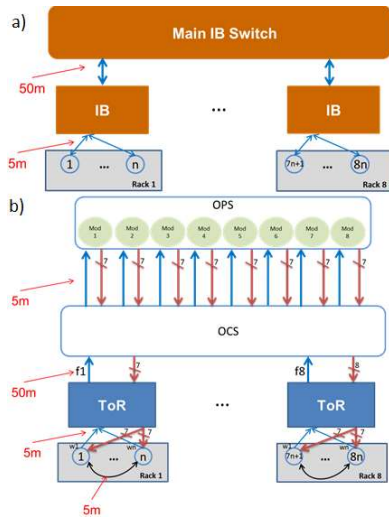 a)
Main IB Switch
50m
IB
...
IB
5m
1 ... n
7n+1 ... 8n
Rack 1
Rack 8
b)
OPS
Mod 1
Mod 2
Mod 3
Mod 4
Mod 5
Mod 6
Mod 7
Mod 8
7 7 7 7 7 7 7 7
5m
OCS
f1
7
f8
8
50m
ToR
...
ToR
5m
w1 7 wn 7
w1 7 wn 7
1 ... n
7n+1 ... 8n
Rack 1
Rack 8
5m